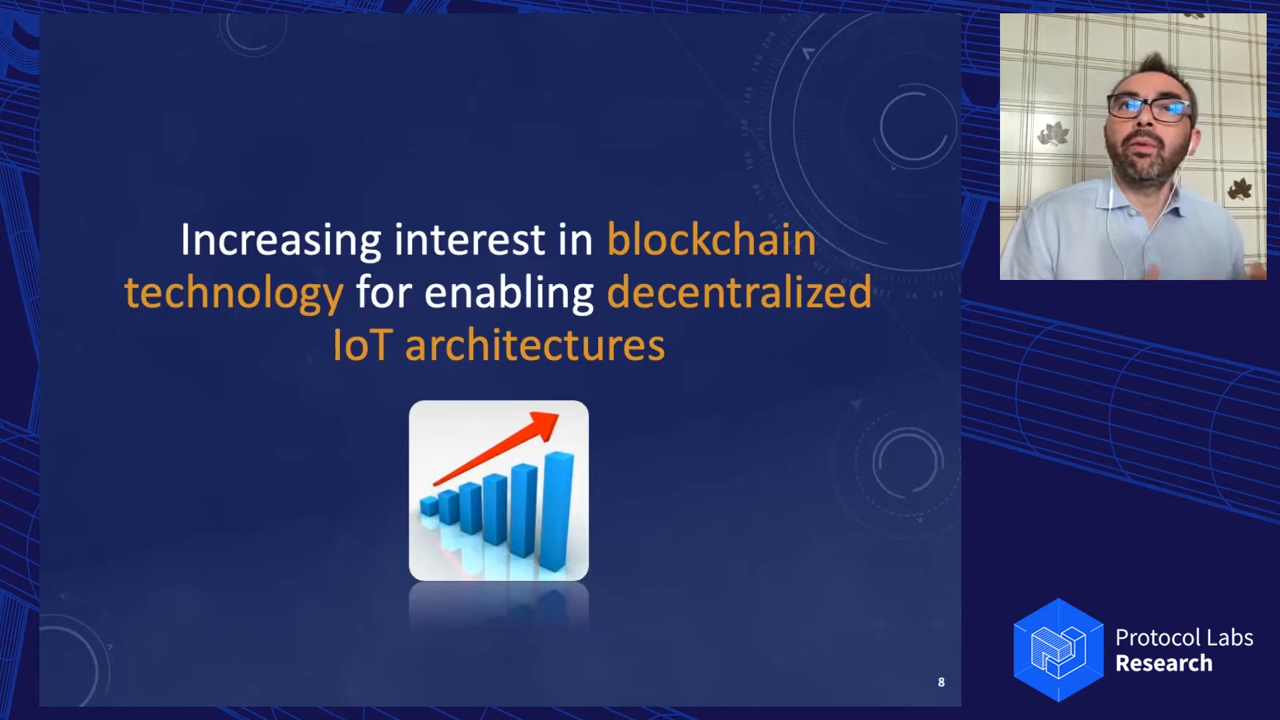 Increasing interest in blockchain
technology for enabling decentralized
IoT architectures
8
Protocol Labs
Research